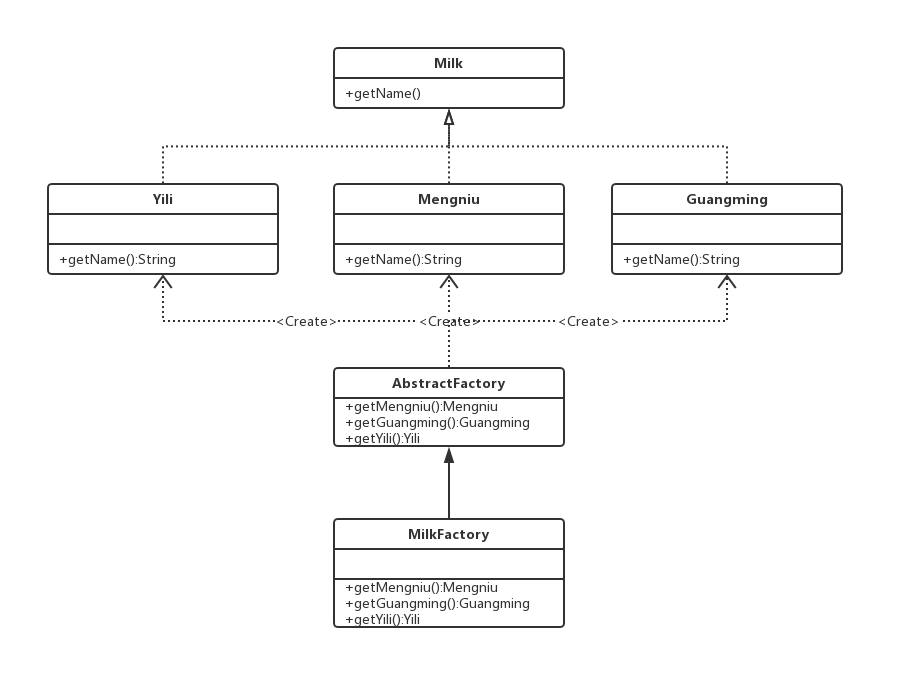 Milk
+getName()
Yili
Mengniu
Guangming
+getName():String
+getName():String
+getName():String
<Create>
<Create>
<Create>
AbstractFactory
+getMengniu():Mengniu
+getGuangming():Guangming
+getYili():Yili
MilkFactory
+getMengniu():Mengniu
+getGuangming():Guangming
+getYili():Yili